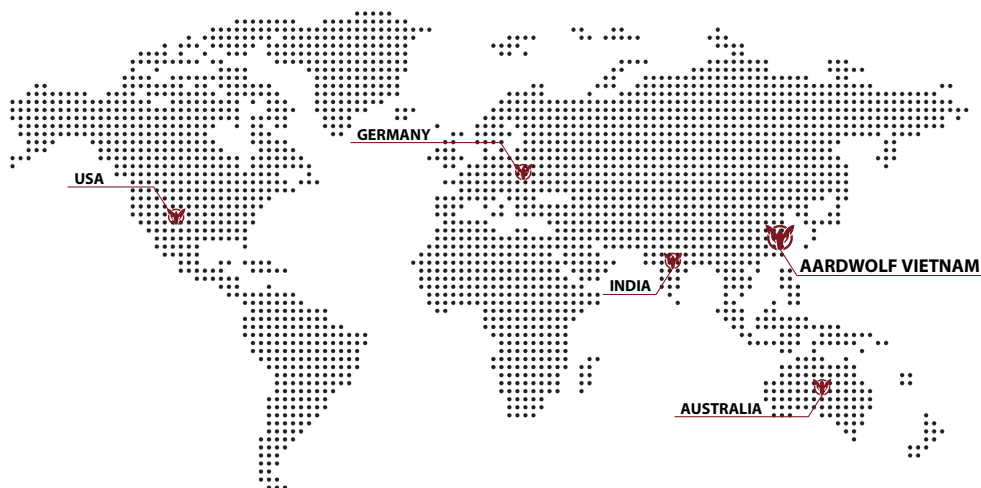 GERMANY
USA
AARDWOLF VIETNAM
INDIA
AUSTRALIA